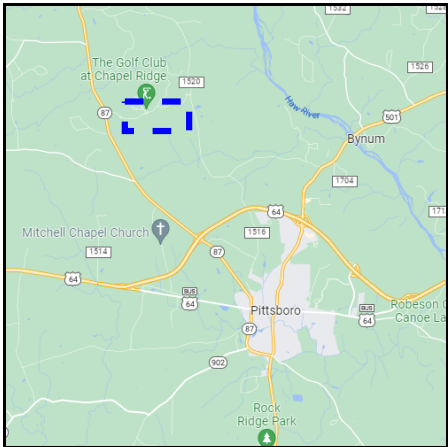 1532
The Golf Club
at Chapel Ridge
1520
1526
87
Haw River
501
Bynum
1704
64
Mitchell Chapel Church
1516
1514
87
64
BUS
64
Pittsboro
BUS
64
Robeson
Canoe
87
902
Rock
Ridge Park